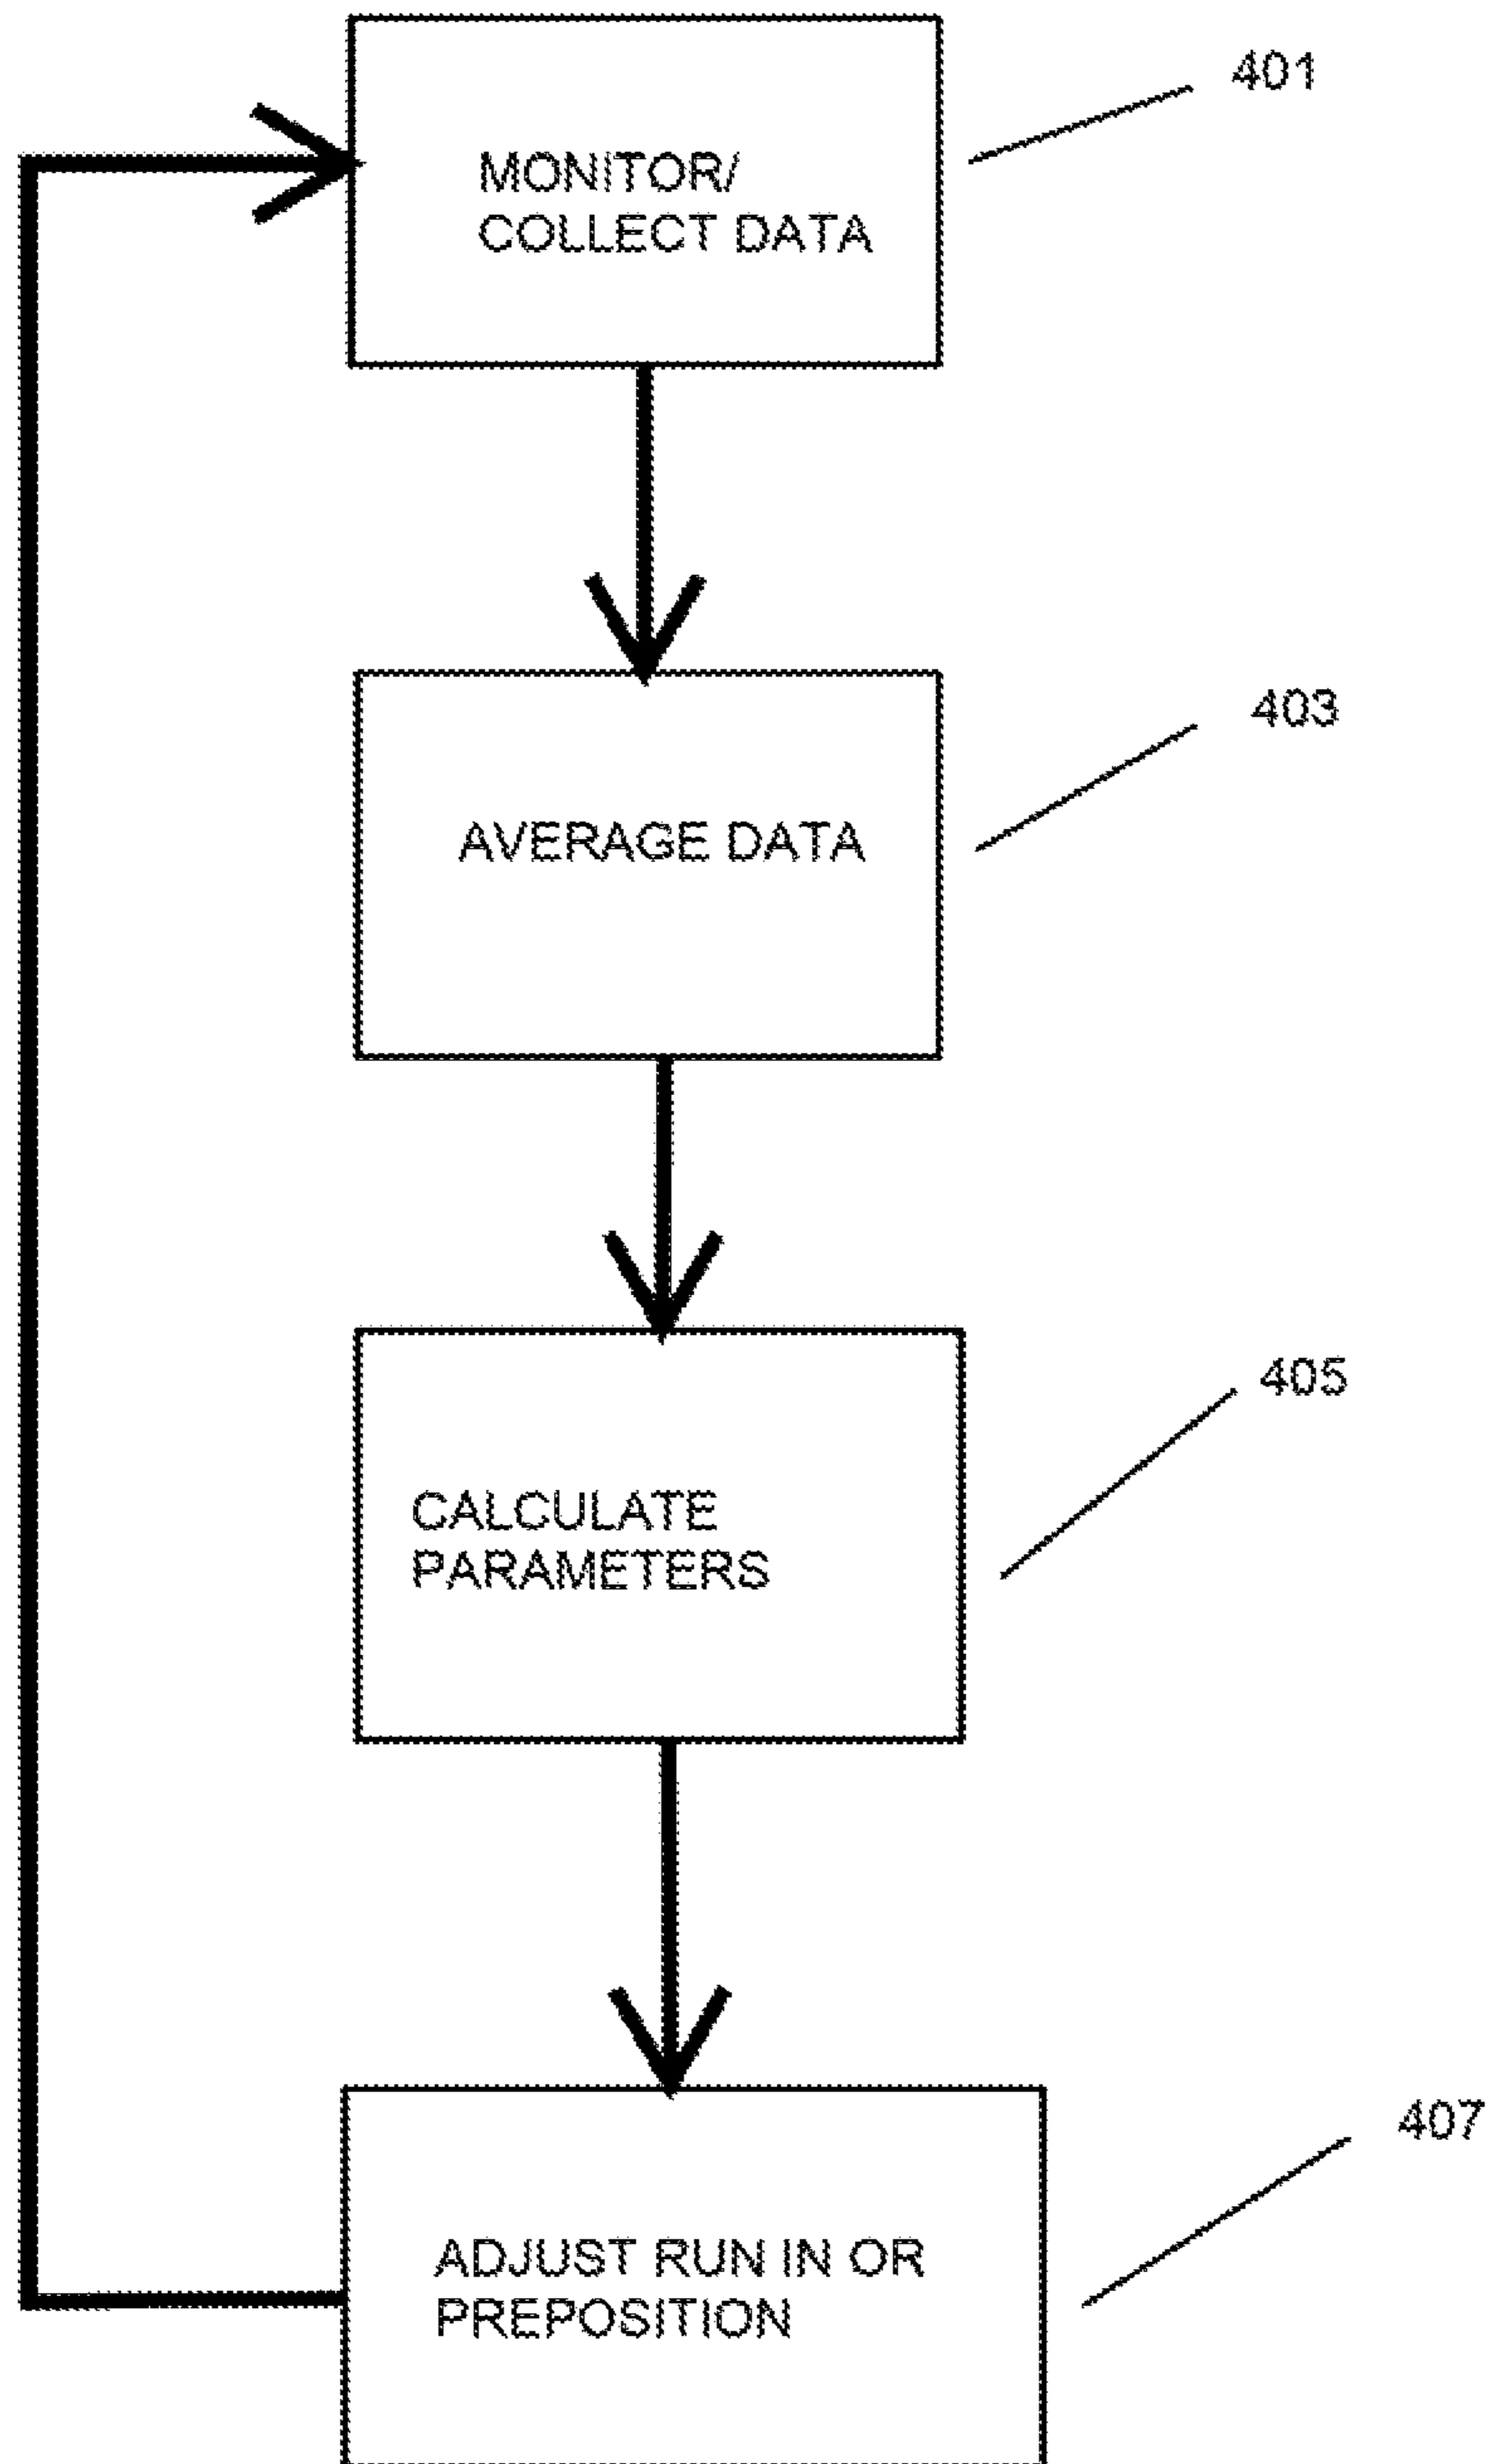 401
MONITOR/
COLLECT DATA
403
AVERAGE DATA
405
CALCULATE
PARAMETERS
407
ADJUST RUN IN OR
PREPOSITION